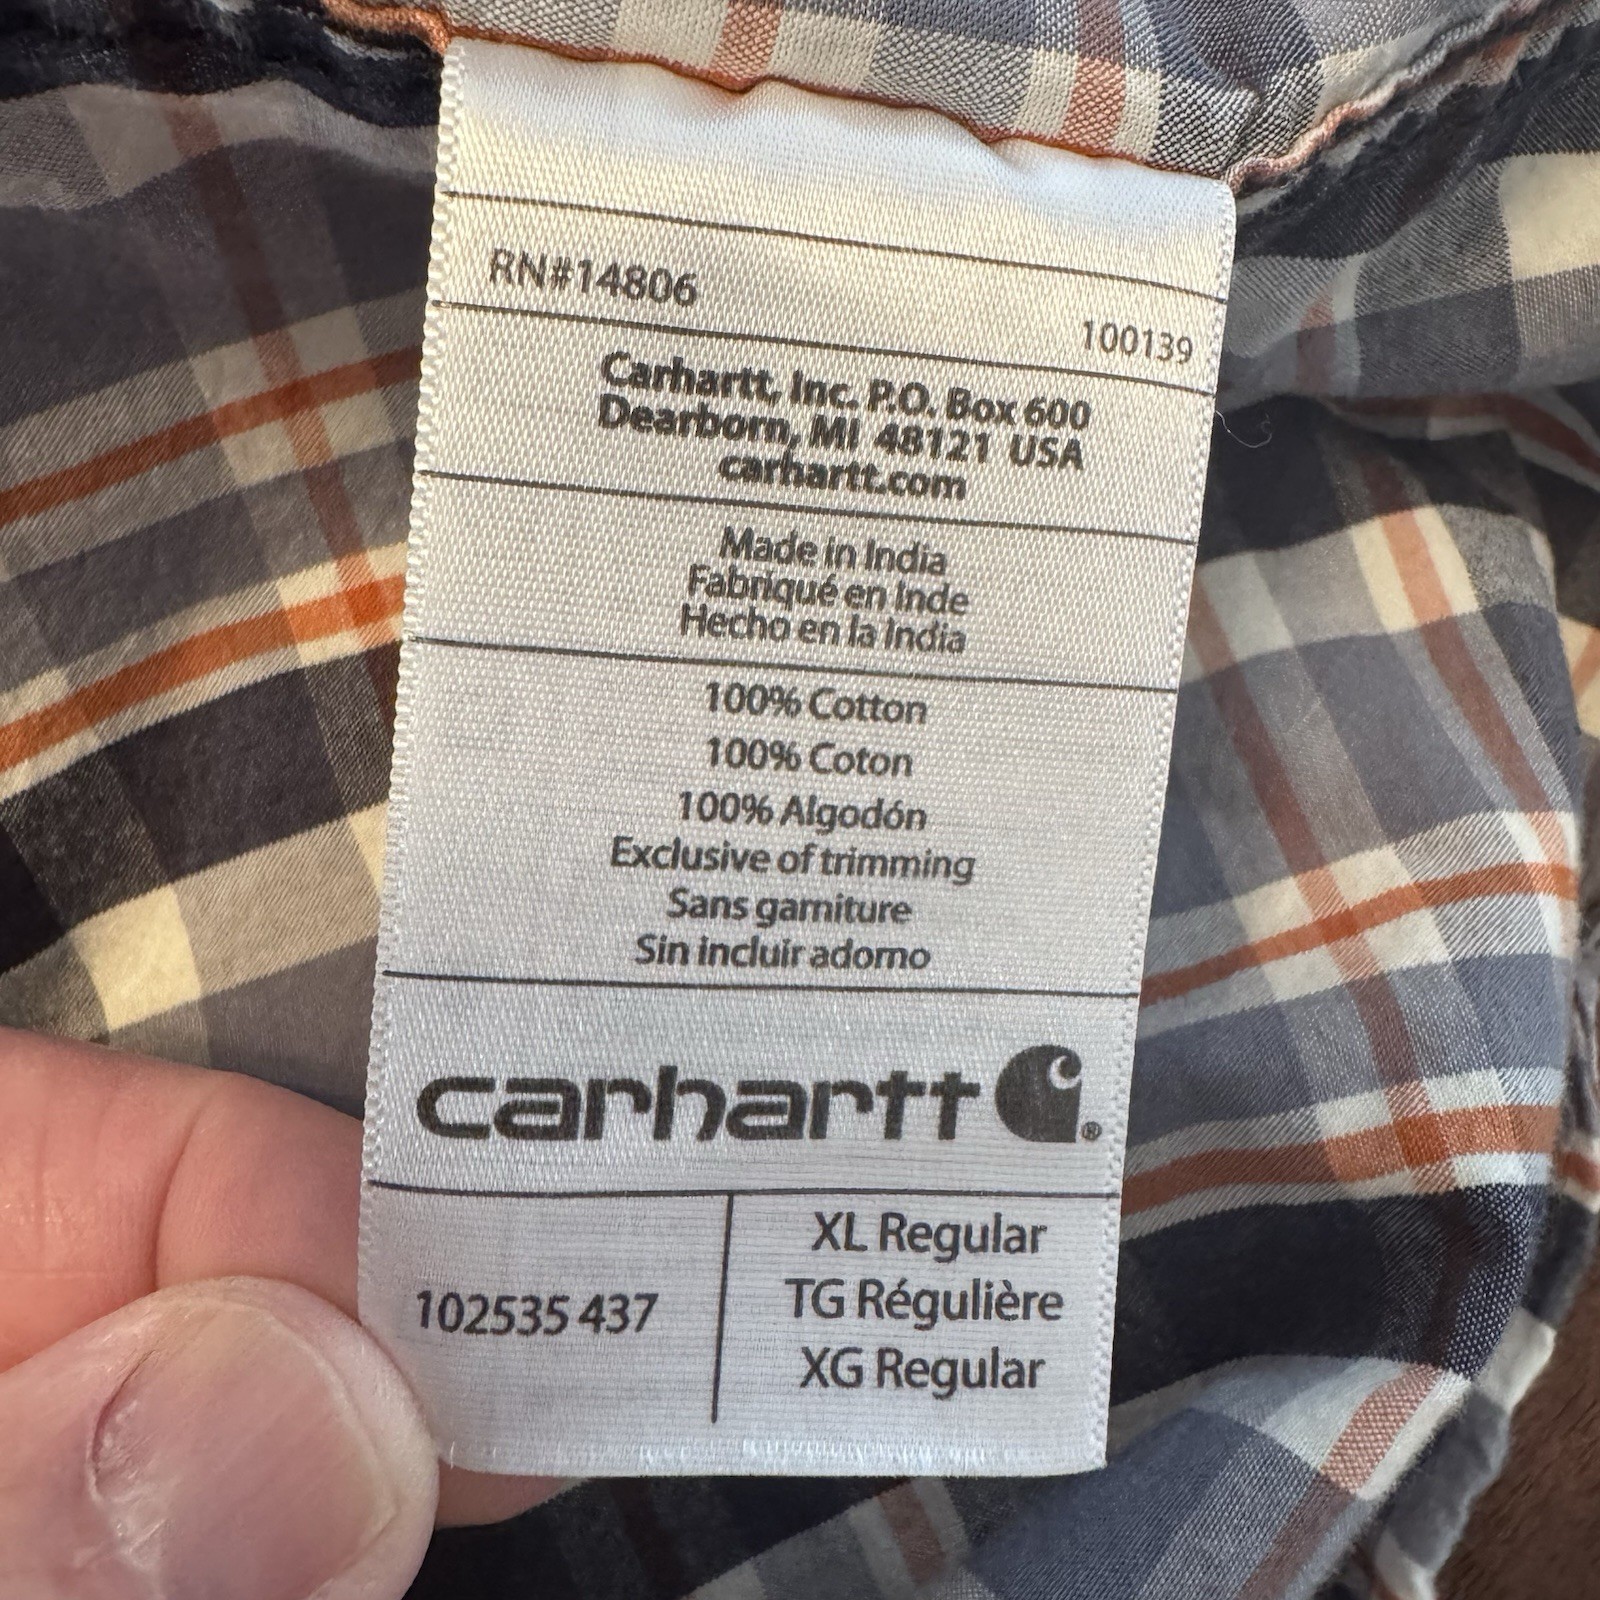 RN#14806
100139
Carhartt, Inc. P.O. Box 600
Dearborn, MI 48121 USA
carhartt.com
Made in India
Fabriqué en Inde
Hecho en la India
100% Cotton
100% Coton
100% Algodón
Exclusive of trimming
Sans garniture
Sin incluir adorno
carhartt ®
102535 437
XL Regular
TG Régulière
XG Regular